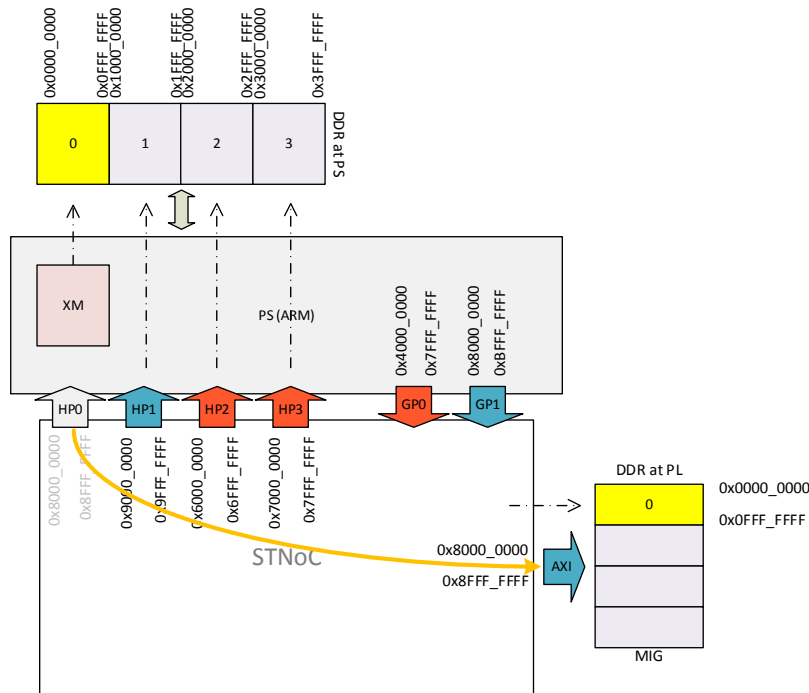 0x0000_0000
0x0FFF_FFFF
0x1000_0000
0x1FFF_FFFF
0x2000_0000
0x2FFF_FFFF
0x3000_0000
0x3FFF_FFFF
0
1
2
3
DDR at PS
XM
PS (ARM)
0x4000_0000
0x7FFF_FFFF
0x8000_0000
0xBFFF_FFFF
HP0
HP1
HP2
HP3
GP0
GP1
0x8000_0000
0x8FFF_FFFF
0x9000_0000
0x9FFF_FFFF
0x6000_0000
0x6FFF_FFFF
0x7000_0000
0x7FFF_FFFF
DDR at PL
0
0x0000_0000
0x0FFF_FFFF
STNoC
0x8000_0000
0x8FFF_FFFF
AXI
MIG